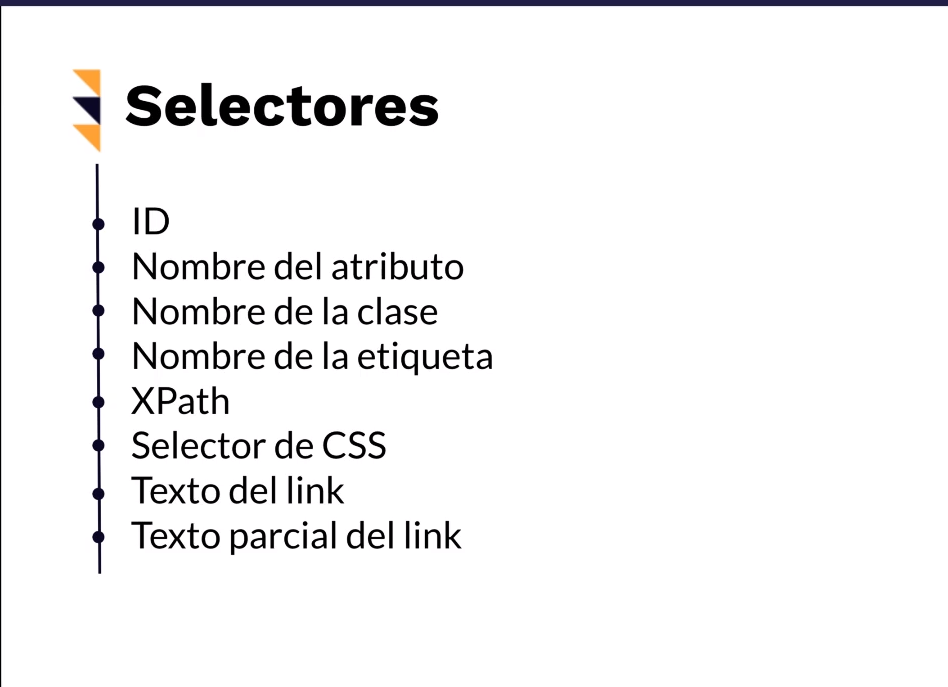 Selectores
ID
Nombre del atributo
Nombre de la clase
Nombre de la etiqueta
XPath
Selector de CSS
Texto del link
Texto parcial del link